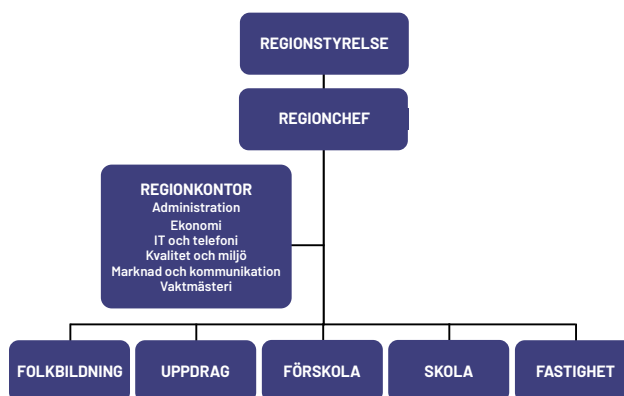 REGIONSTYRELSE
REGIONCHEF
REGIONKONTOR
Administration
Ekonomi
IT och telefoni
Kvalitet och miljö
Marknad och kommunikation
Vaktmästeri
FOLKBILDNING
UPPDRAG
FÖRSKOLA
SKOLA
FASTIGHET